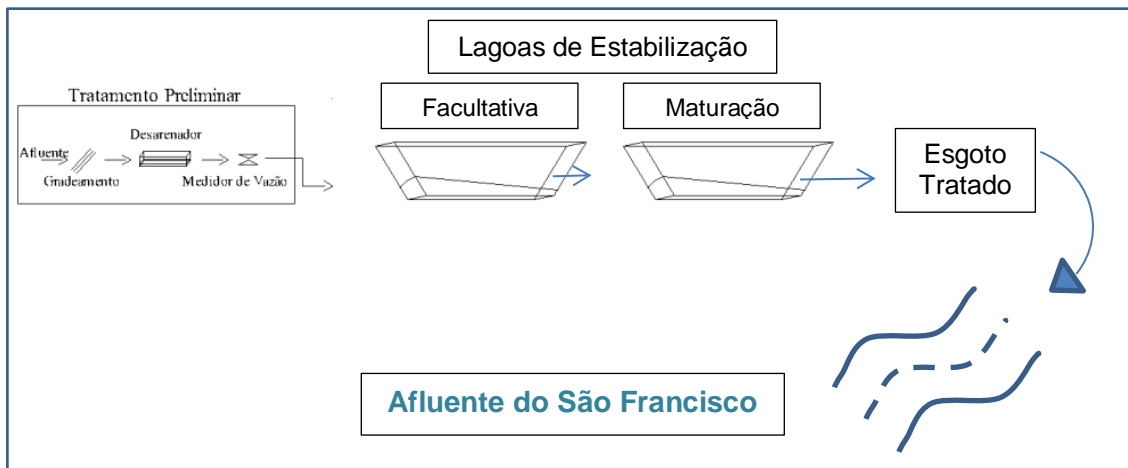 Lagoas de Estabilização
Tratamento Preliminar
Facultativa
Maturação
Desarenador
Afluente
Gradeamento
Medidor de Vazão
Esgoto
Tratado
Afluente do São Francisco